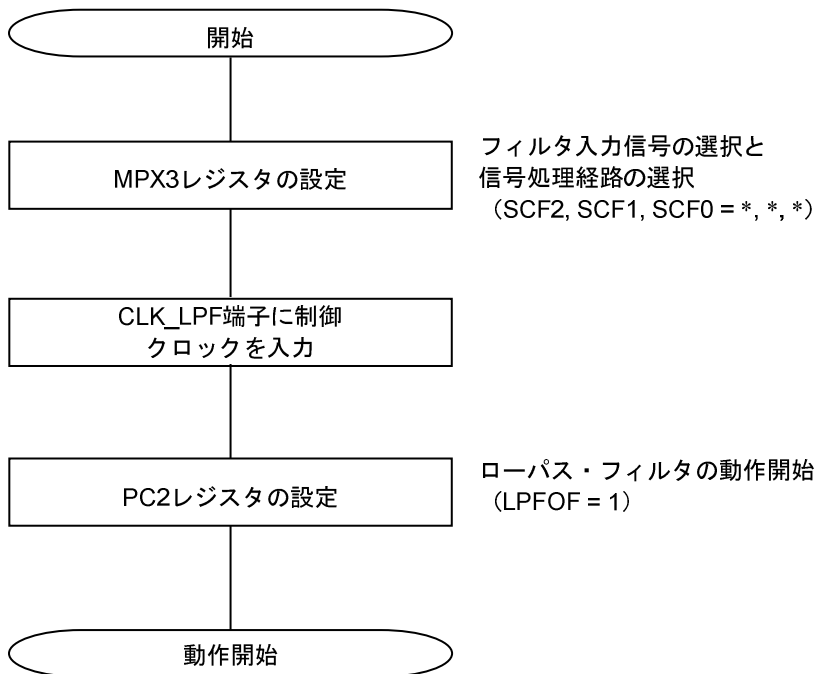 開始
MPX3レジスタの設定
フィルタ入力信号の選択と
信号処理経路の選択
（SCF2, SCF1, SCF0 = *, *, *）
CLK_LPF端子に制御
クロックを入力
PC2レジスタの設定
ローパス・フィルタの動作開始
（LPFOF = 1）
動作開始